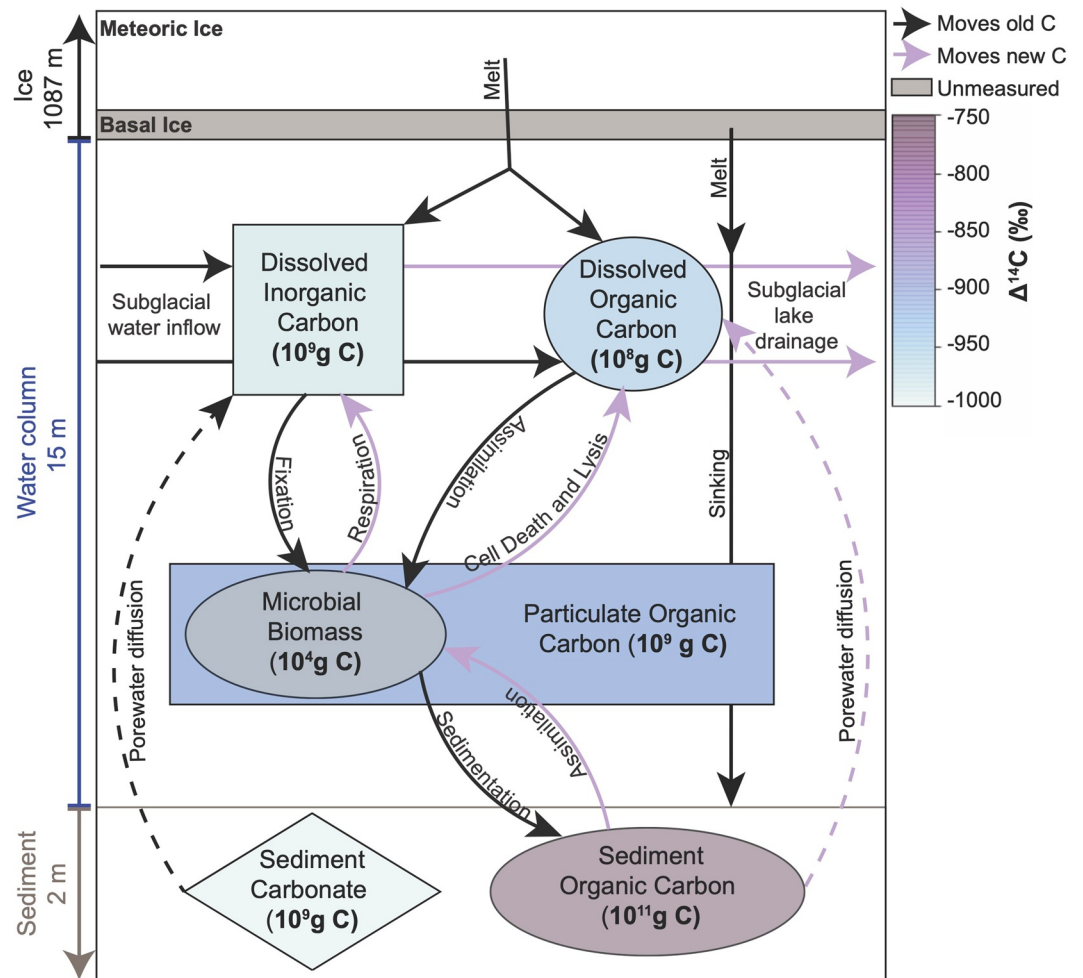 Meteoric Ice
Moves old C
Moves new C
Unmeasured
Ice
1087 m
Melt
Basal Ice
-750
-800
-850
-900
-950
-1000
Δ¹⁴C (‰)
Melt
Dissolved
Inorganic
Carbon
(10⁹g C)
Dissolved
Organic
Carbon
(10⁸g C)
Subglacial
water inflow
Subglacial
lake
drainage
Water column
15 m
Fixation
Respiration
Assimilation
Cell Death and Lysis
Sinking
Porewater diffusion
Microbial
Biomass
(10⁴g C)
Particulate Organic
Carbon (10⁹ g C)
Porewater diffusion
Sedimentation
Assimilation
Sediment
2 m
Sediment
Carbonate
(10⁹g C)
Sediment
Organic Carbon
(10¹¹g C)